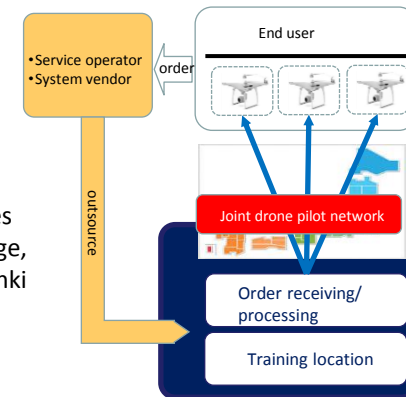 End user
•Service operator
•System vendor
order
outsource
es
ge,
nki
Joint drone pilot network
Order receiving/
processing
Training location